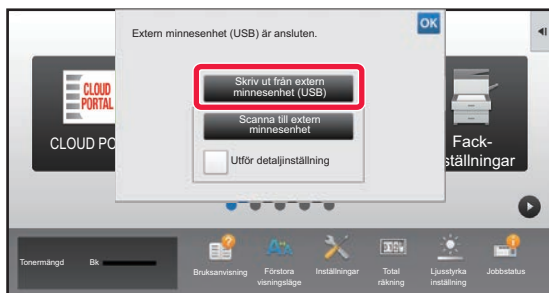 Extern minnesenhet (USB) är ansluten.
OK
Skriv ut från extern
minnesenhet (USB)
Scanna till extern
minnesenhet
Utför detaljinställning
CLOUD
PORTAL
CLOUD PO
Fack-
ställningar
Tonermängd
Bk
Bruksanvisning
Förstora
visningsläge
Inställningar
Total
räkning
Ljusstyrka
inställning
Jobbstatus